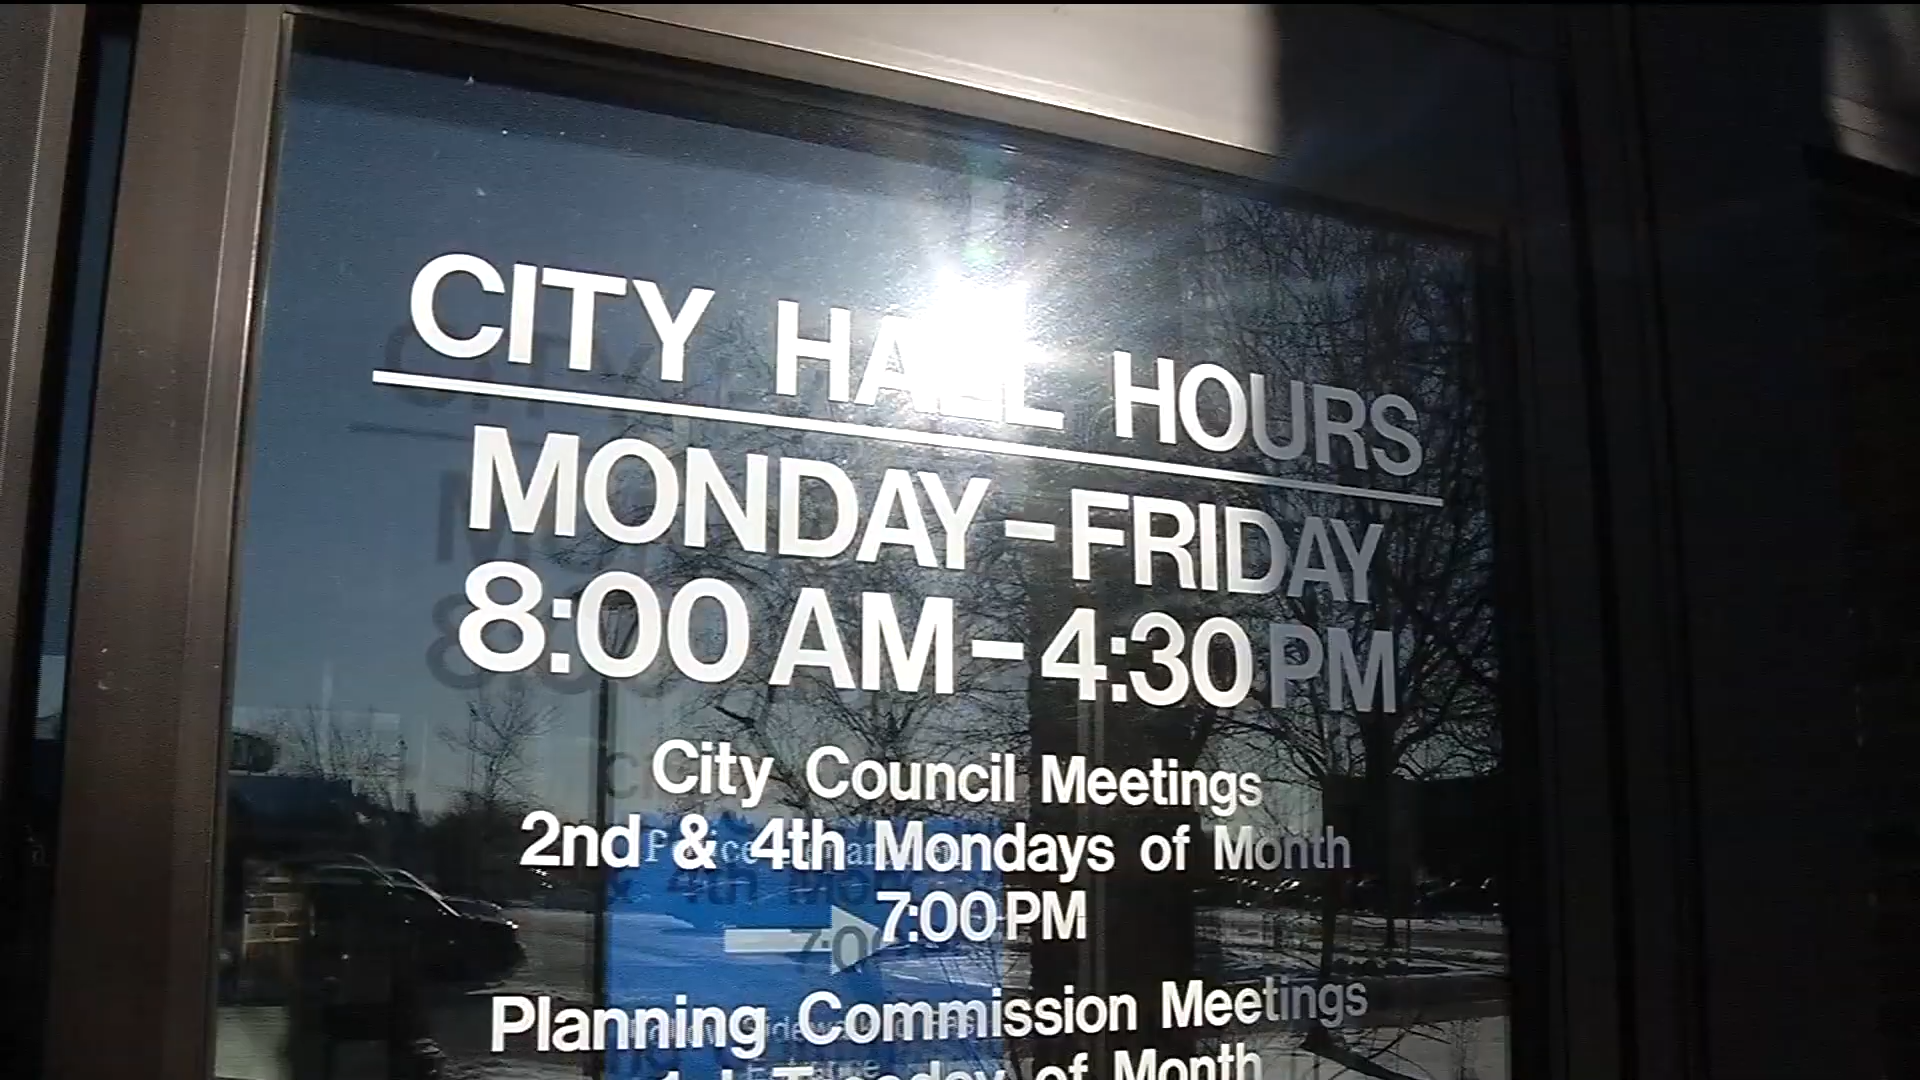 CITY HALL HOURS
MONDAY-FRIDAY
8:00 AM-4:30 PM
City Council Meetings
2nd & 4th Mondays of Month
7:00 PM
Planning Commission Meetings
of Month
Entrance